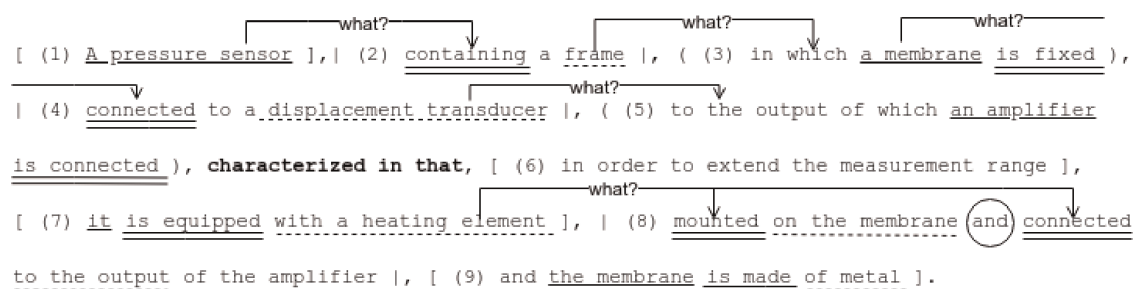 what? what? what?
[ (1) A pressure sensor ],| (2) containing a frame |, ( (3) in which a membrane is fixed ),
what?
| (4) connected to a displacement transducer |, ( (5) to the output of which an amplifier
is connected ), characterized in that, [ (6) in order to extend the measurement range ],
what?
[ (7) it is equipped with a heating element ], | (8) mounted on the membrane and connected
to the output of the amplifier |, [ (9) and the membrane is made of metal ].